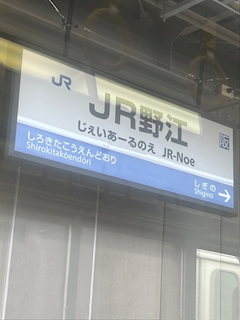 JR
阪
JR野江
じぇいあーるのえ JR-Noe
しろきたこうえんどおり
Shirokitakōendōri
しぎの
Shigino